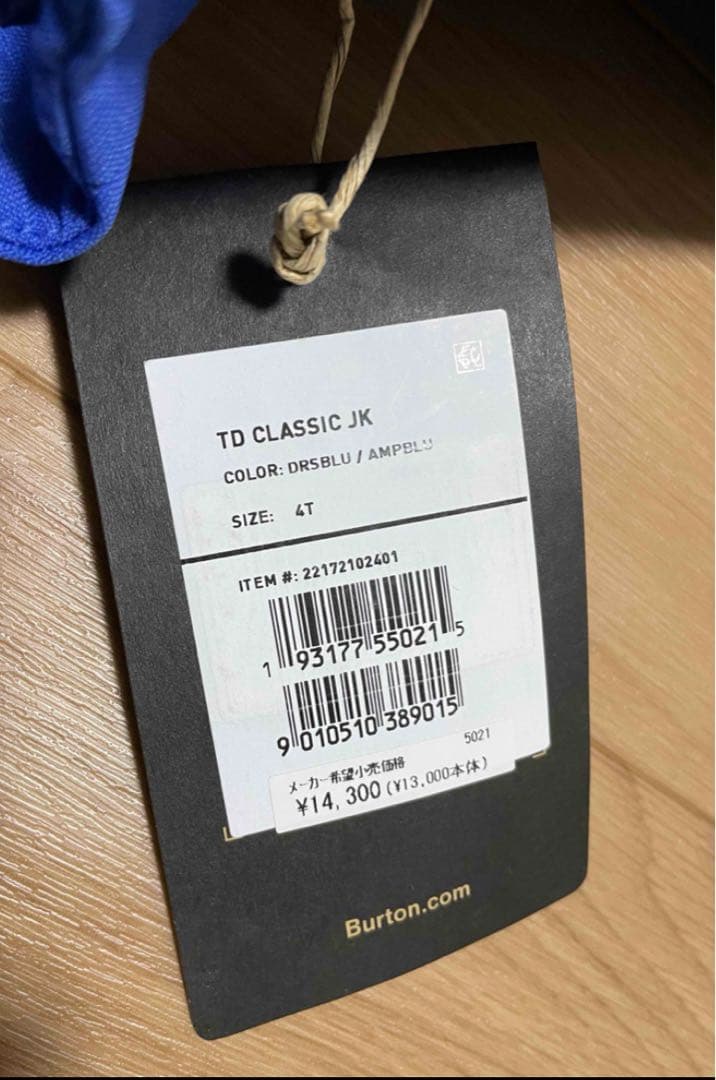 TD CLASSIC JK
COLOR: DRSBLU / AMPBLU
SIZE: 4T
ITEM #: 22172102401
1 93177 55021 5
9 010510 389015
5021
メーカー希望小売価格
¥14,300(¥13,000本体)
Burton.com